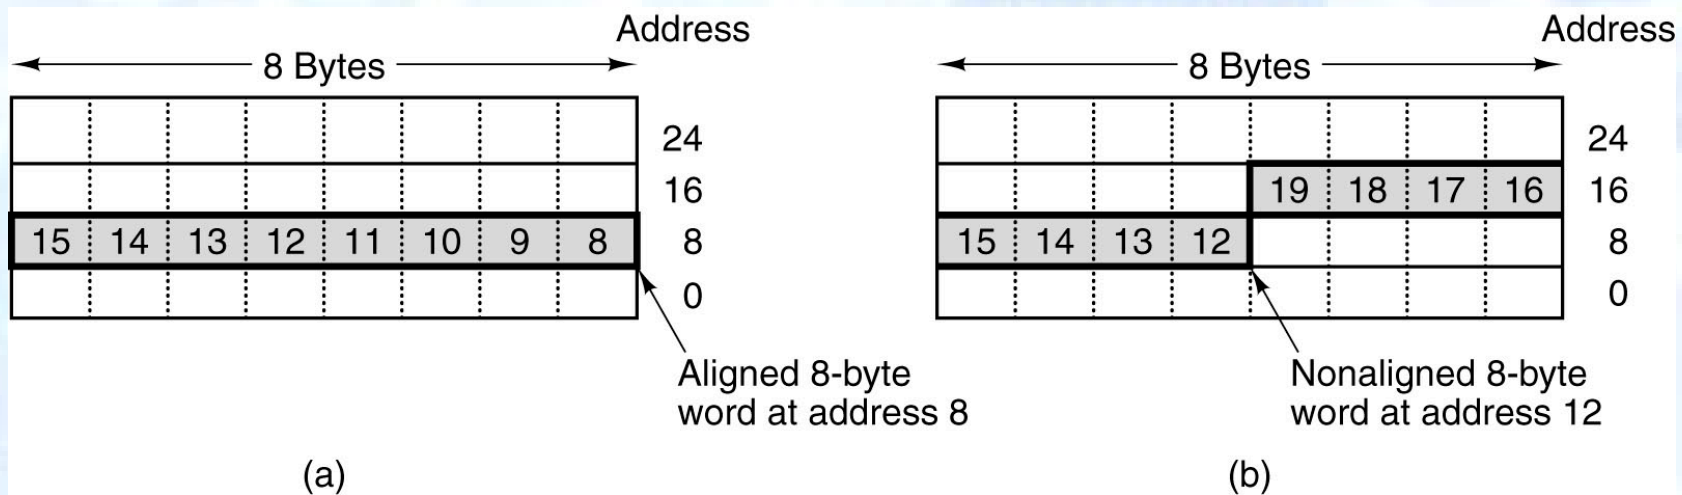 Address
8 Bytes
24
16
15 14 13 12 11 10 9 8 8
0
Aligned 8-byte
word at address 8
(a)
Address
8 Bytes
24
19 18 17 16 16
15 14 13 12 8
0
Nonaligned 8-byte
word at address 12
(b)